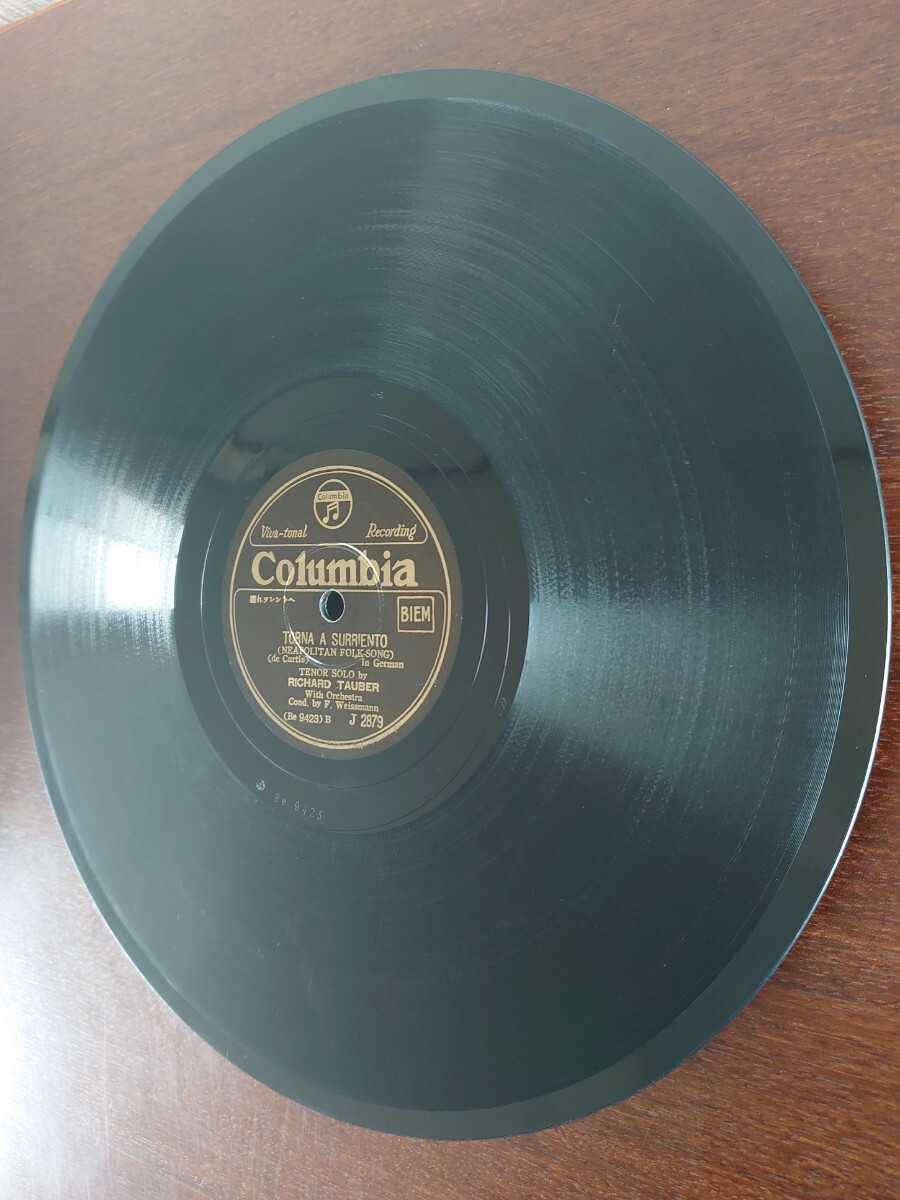 Columbia
Viva-tonal Recording
Columbia
れソレントへ
BIEM
TORNA A SURRIENTO
(NEAPOLITAN FOLK-SONG)
(de Curtis) In German
TENOR SOLO by
RICHARD TAUBER
With Orchestra
Cond. by F. Weissmann
(Be 9423) B J 2879
Be 9423